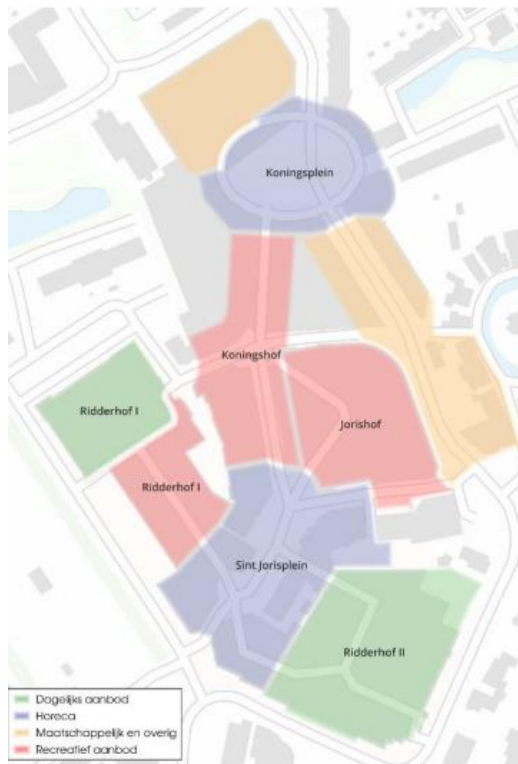 Koningsplein
Koningshof
Ridderhof I
Jorishof
Ridderhof I
Sint Jorisplein
Ridderhof II
Dagelijks aanbod
Horeca
Maatschappelijk en overig
Recreatief aanbod